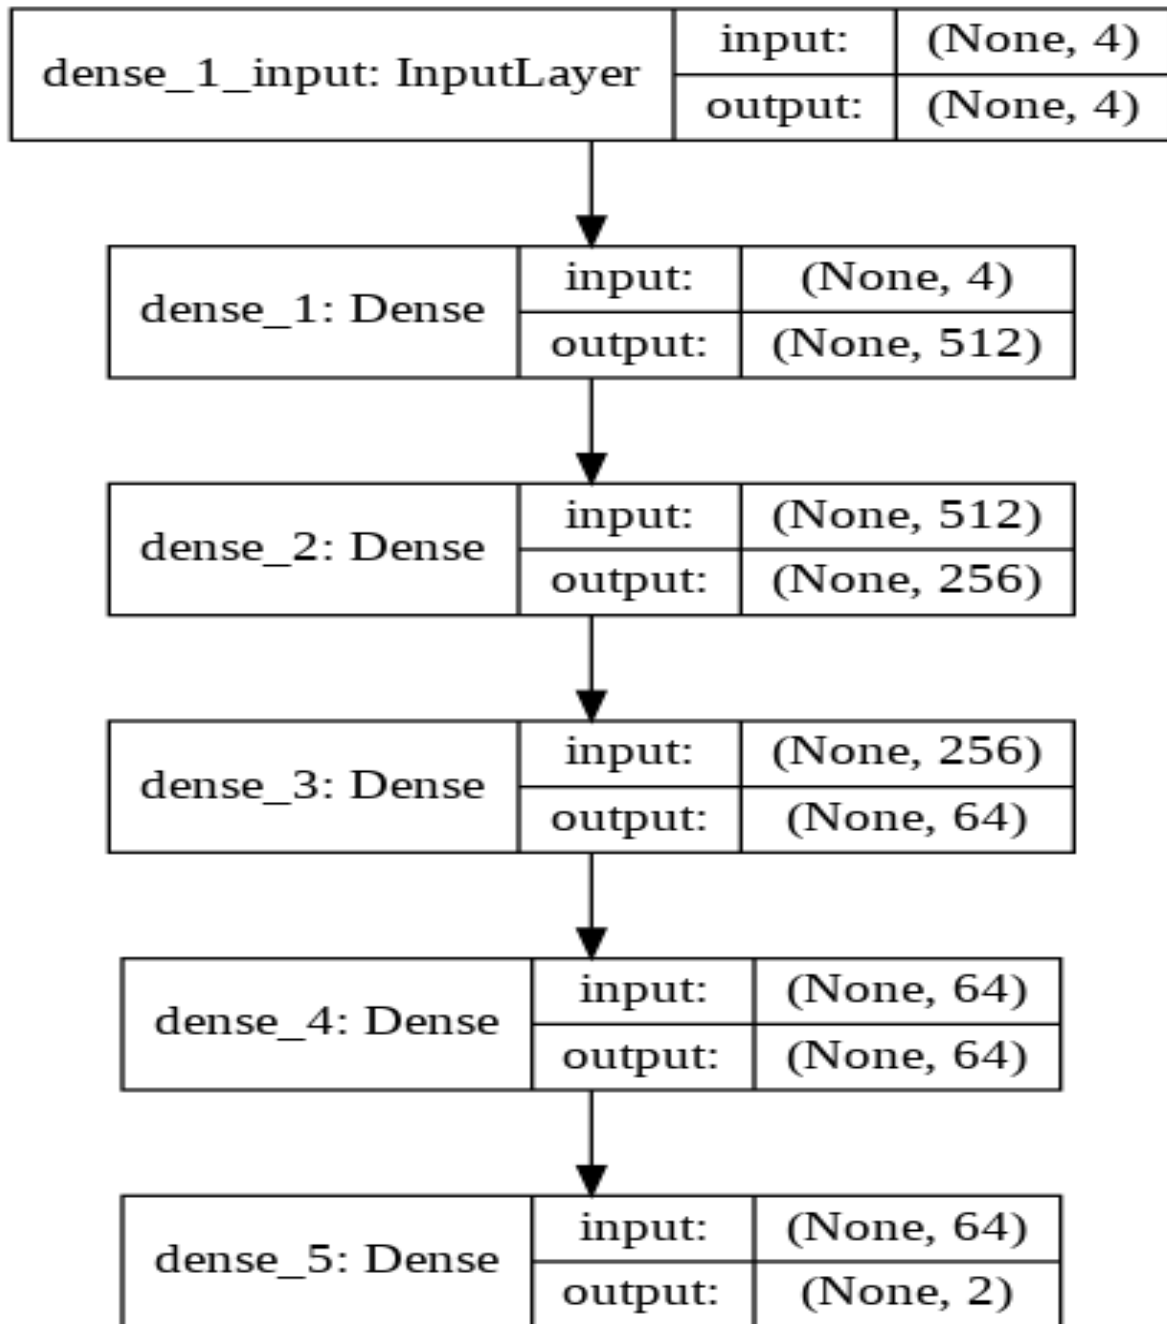 dense_1_input: InputLayer
input:
(None, 4)
output:
(None, 4)
dense_1: Dense
input:
(None, 4)
output:
(None, 512)
dense_2: Dense
input:
(None, 512)
output:
(None, 256)
dense_3: Dense
input:
(None, 256)
output:
(None, 64)
dense_4: Dense
input:
(None, 64)
output:
(None, 64)
dense_5: Dense
input:
(None, 64)
output:
(None, 2)